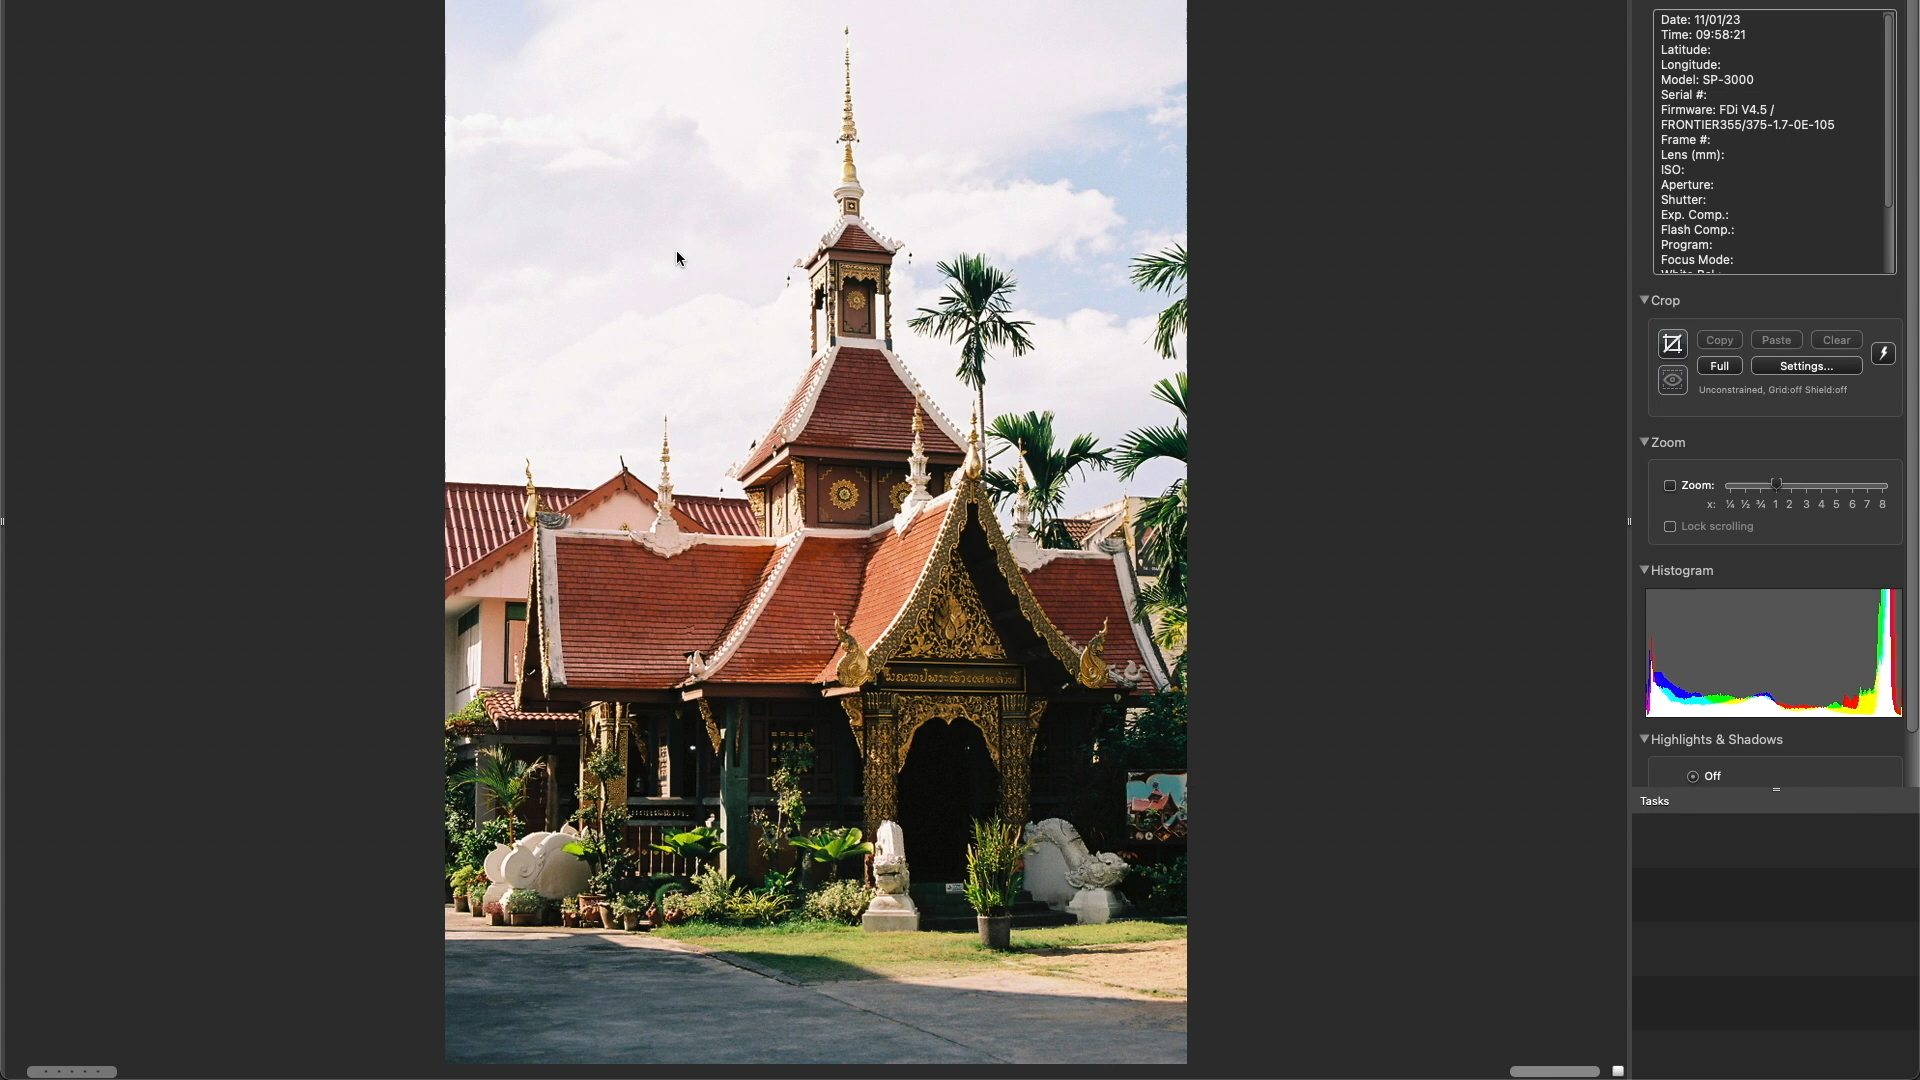 Date: 11/01/23
Time: 09:58:21
Latitude:
Longitude:
Model: SP-3000
Serial #:
Firmware: FDi V4.5 /
FRONTIER355/375-1.7-0E-105
Frame #:
Lens (mm):
ISO:
Aperture:
Shutter:
Exp. Comp.:
Flash Comp.:
Program:
Focus Mode:
Crop
Copy Paste Clear
Full Settings...
Unconstrained, Grid:off Shield:off
Zoom
Zoom:
x: ¼ ½ ¾ 1 2 3 4 5 6 7 8
Lock scrolling
Histogram
Highlights & Shadows
Off
Tasks